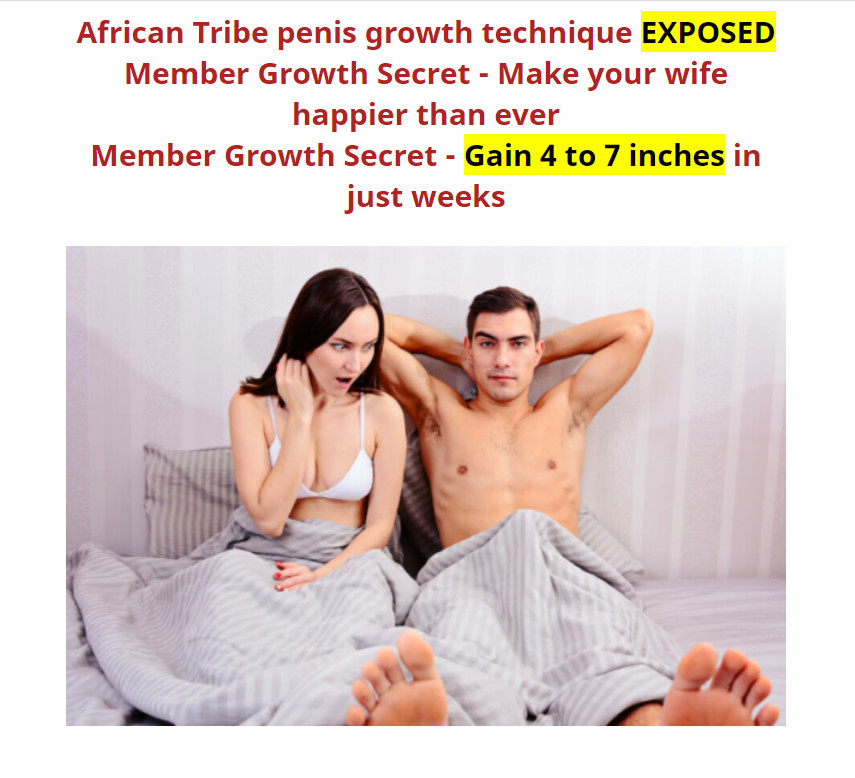 African Tribe penis growth technique EXPOSED
Member Growth Secret - Make your wife
happier than ever
Member Growth Secret - Gain 4 to 7 inches in
just weeks